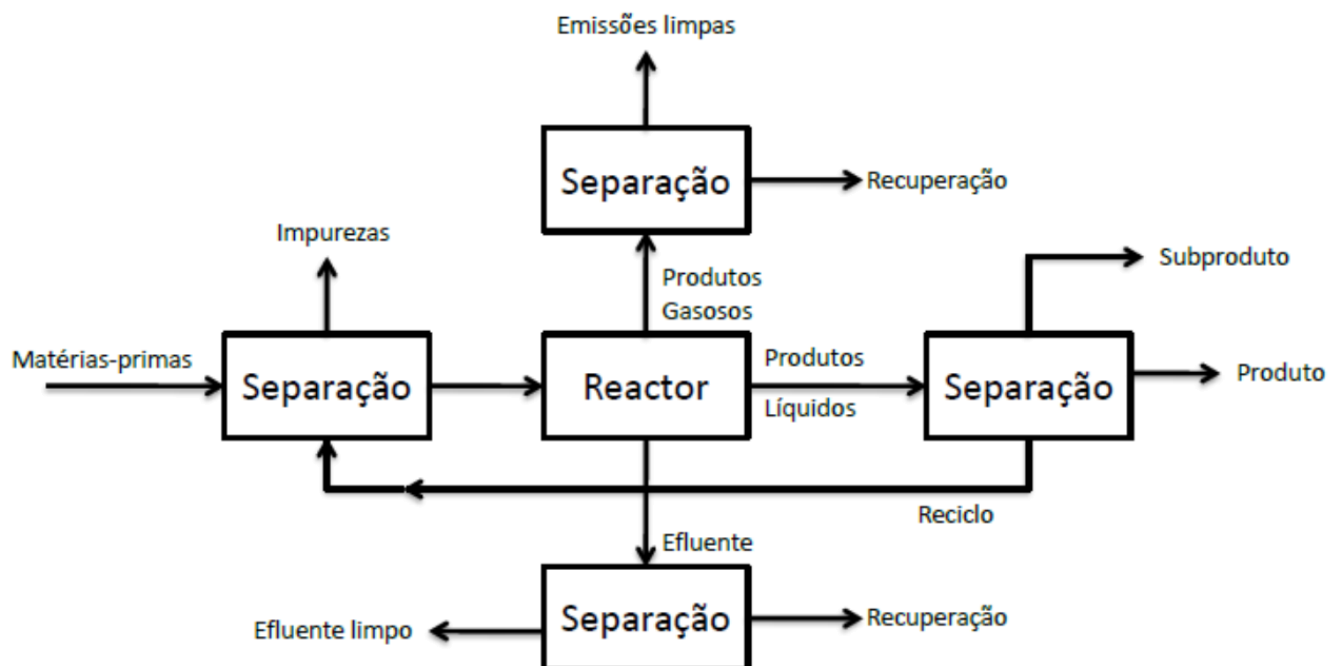 Emissões limpas
Separação
Recuperação
Impurezas
Subproduto
Produtos
Gasosos
Matérias-primas
Separação
Reactor
Produtos
Líquidos
Separação
Produto
Reciclo
Efluente
Separação
Recuperação
Efluente limpo